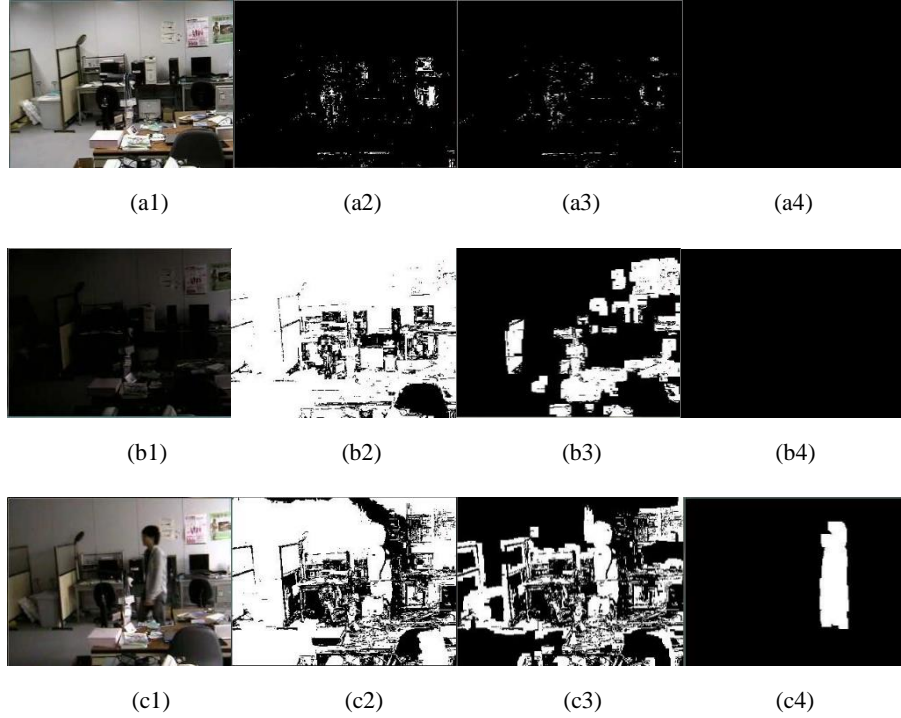 (a1) (a2) (a3) (a4)
(b1) (b2) (b3) (b4)
(c1) (c2) (c3) (c4)